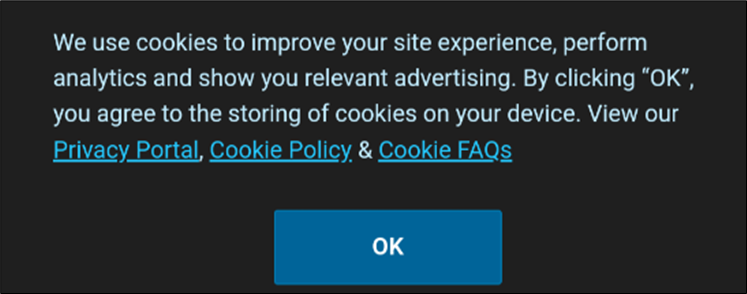 We use cookies to improve your site experience, perform
analytics and show you relevant advertising. By clicking “OK”,
you agree to the storing of cookies on your device. View our
Privacy Portal, Cookie Policy & Cookie FAQs
OK